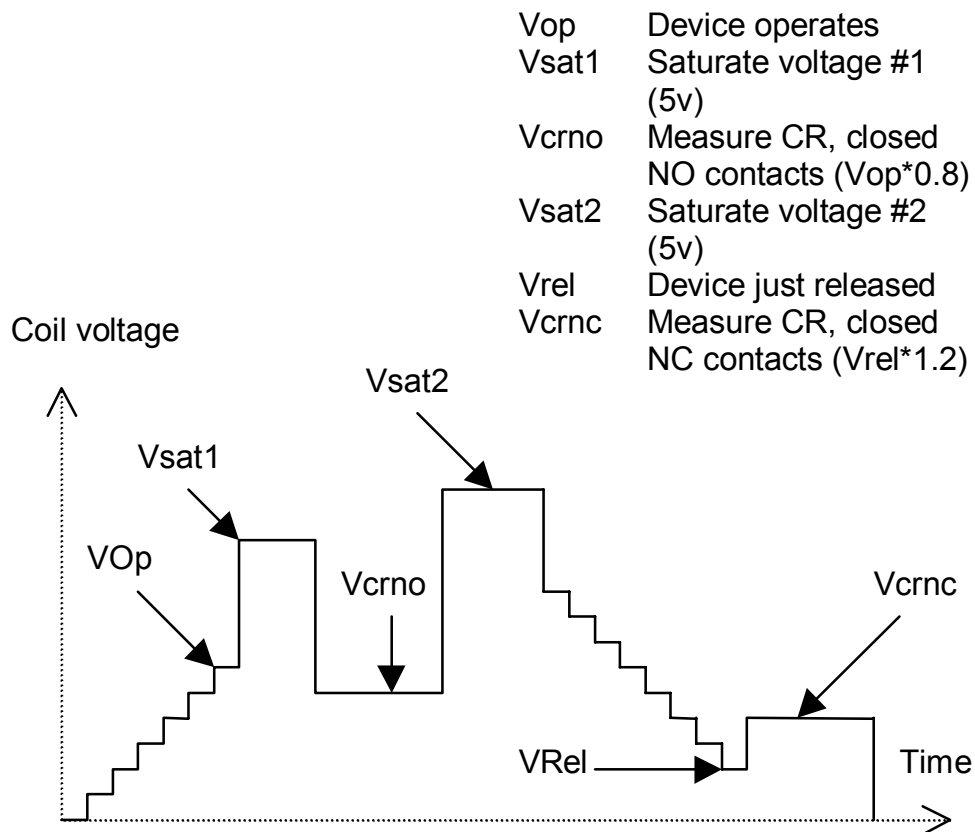 Vop Device operates
Vsat1 Saturate voltage #1
(5v)
Vcrno Measure CR, closed
NO contacts (Vop*0.8)
Vsat2 Saturate voltage #2
(5v)
Vrel Device just released
Vcrnc Measure CR, closed
NC contacts (Vrel*1.2)
Coil voltage
Vsat2
Vsat1
VOp
Vcrno
Vcrnc
VRel
Time